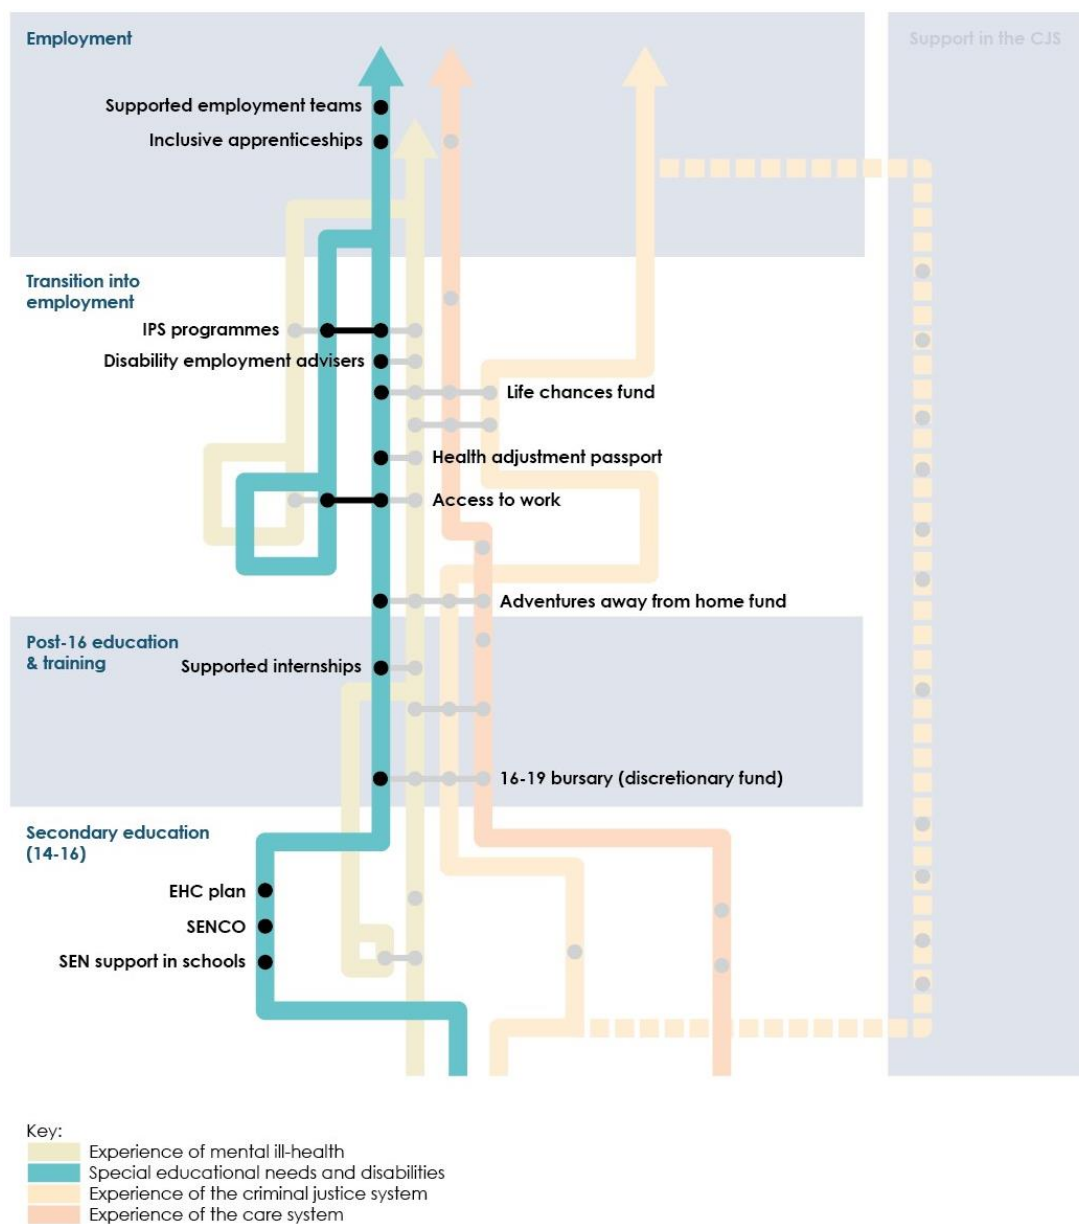 Employment
Support in the CJS
Supported employment teams
Inclusive apprenticeships
Transition into
employment
IPS programmes
Disability employment advisers
Life chances fund
Health adjustment passport
Access to work
Adventures away from home fund
Post-16 education
& training
Supported internships
16-19 bursary (discretionary fund)
Secondary education
(14-16)
EHC plan
SENCO
SEN support in schools
Key:
Experience of mental ill-health
Special educational needs and disabilities
Experience of the criminal justice system
Experience of the care system